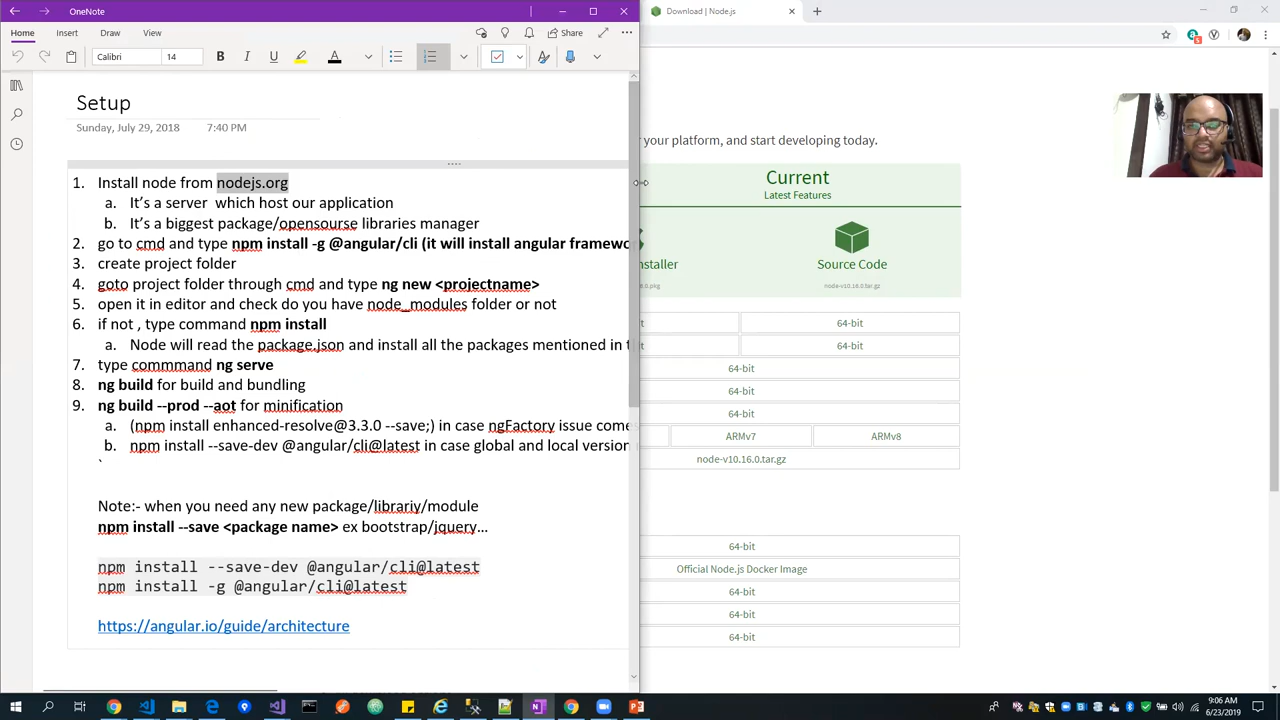 OneNote
Download | Node.js
Home
Insert
Draw
View
Share
Calibri
14
B
I
U
A
Setup
Sunday, July 29, 2018
7:40 PM
1. Install node from nodejs.org
a. It's a server which host our application
b. It's a biggest package/opensourse libraries manager
2. go to cmd and type npm install -g @angular/cli (it will install angular framewor
3. create project folder
4. goto project folder through cmd and type ng new <projectname>
5. open it in editor and check do you have node_modules folder or not
6. if not , type command npm install
a. Node will read the package.json and install all the packages mentioned in t
7. type commmand ng serve
8. ng build for build and bundling
9. ng build --prod --aot for minification
a. (npm install enhanced-resolve@3.3.0 --save;) in case ngFactory issue come
b. npm install --save-dev @angular/cli@latest in case global and local version
`
Note:- when you need any new package/librariy/module
npm install --save <package name> ex bootstrap/jquery...
npm install --save-dev @angular/cli@latest
npm install -g @angular/cli@latest
https://angular.io/guide/architecture
your platform, and start developing today.
Current
Latest Features
nstaller
Source Code
.0.pkg
node-v10.16.0.tar.gz
it
64-bit
it
64-bit
64-bit
64-bit
64-bit
ARMv7
ARMv8
node-v10.16.0.tar.gz
64-bit
Official Node.js Docker Image
64-bit
64-bit
64-bit
9:06 AM
6/23/2019